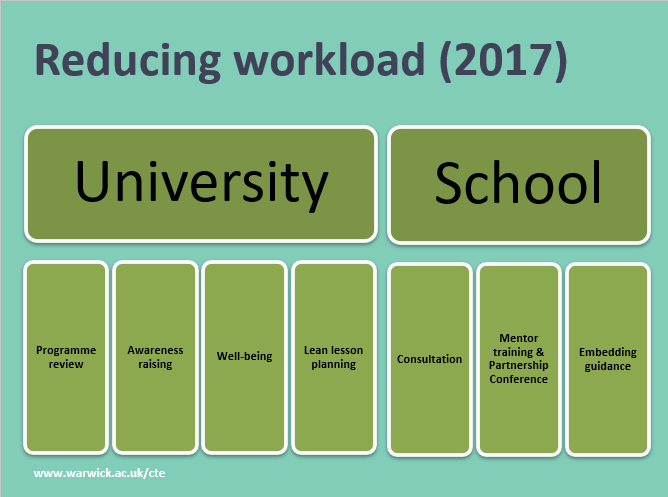 Reducing workload (2017)
University
School
Programme
review
Awareness
raising
Well-being
Lean lesson
planning
Consultation
Mentor
training &
Partnership
Conference
Embedding
guidance
www.warwick.ac.uk/cte